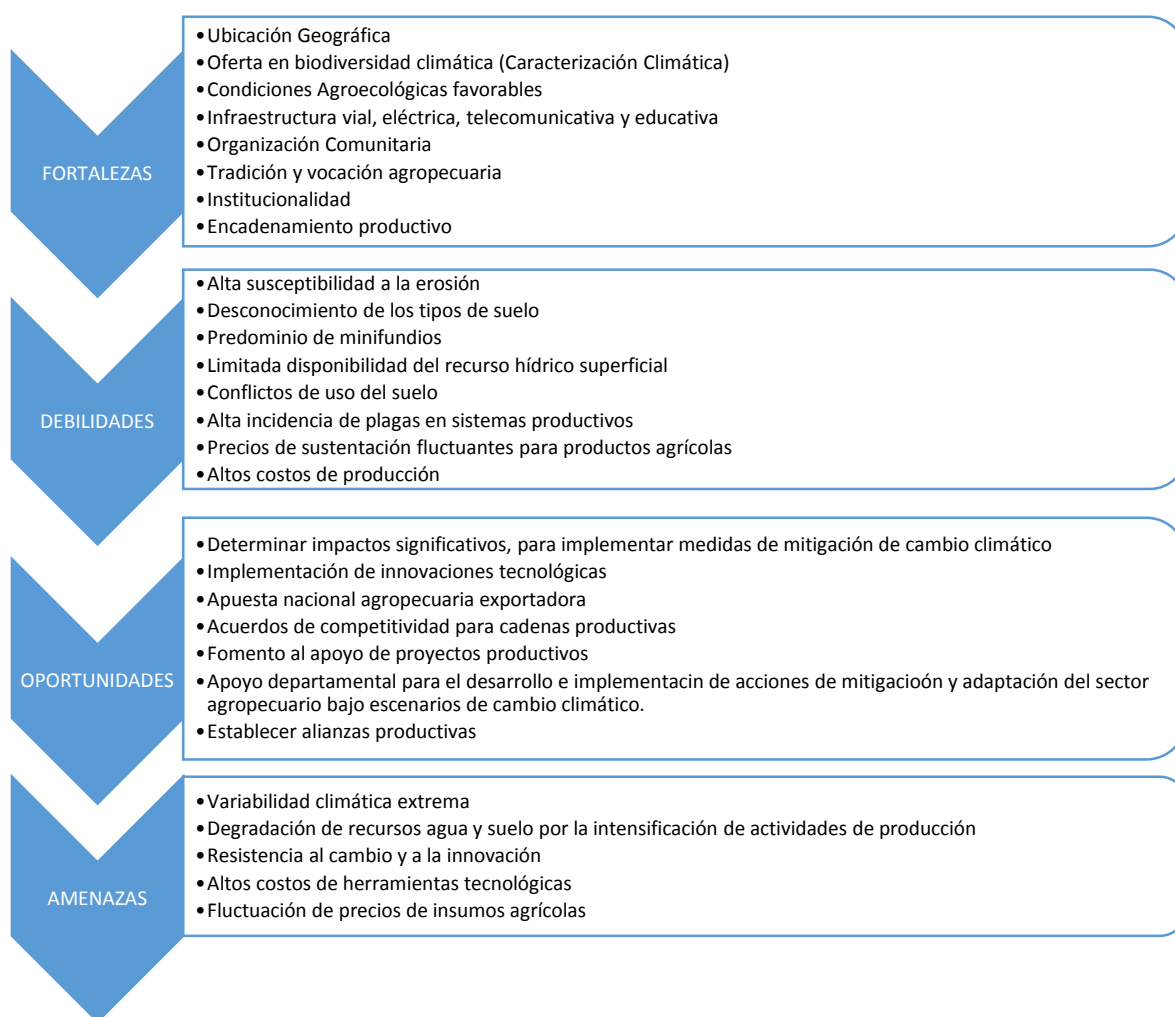 FORTALEZAS
•Ubicación Geográfica
•Oferta en biodiversidad climática (Caracterización Climática)
•Condiciones Agroecológicas favorables
•Infraestructura vial, eléctrica, telecomunicativa y educativa
•Organización Comunitaria
•Tradición y vocación agropecuaria
•Institucionalidad
•Encadenamiento productivo
DEBILIDADES
•Alta susceptibilidad a la erosión
•Desconocimiento de los tipos de suelo
•Predominio de minifundios
•Limitada disponibilidad del recurso hídrico superficial
•Conflictos de uso del suelo
•Alta incidencia de plagas en sistemas productivos
•Precios de sustentación fluctuantes para productos agrícolas
•Altos costos de producción
OPORTUNIDADES
•Determinar impactos significativos, para implementar medidas de mitigación de cambio climático
•Implementación de innovaciones tecnológicas
•Apuesta nacional agropecuaria exportadora
•Acuerdos de competitividad para cadenas productivas
•Fomento al apoyo de proyectos productivos
•Apoyo departamental para el desarrollo e implementacin de acciones de mitigacioón y adaptación del sector
agropecuario bajo escenarios de cambio climático.
•Establecer alianzas productivas
AMENAZAS
•Variabilidad climática extrema
•Degradación de recursos agua y suelo por la intensificación de actividades de producción
•Resistencia al cambio y a la innovación
•Altos costos de herramientas tecnológicas
•Fluctuación de precios de insumos agrícolas